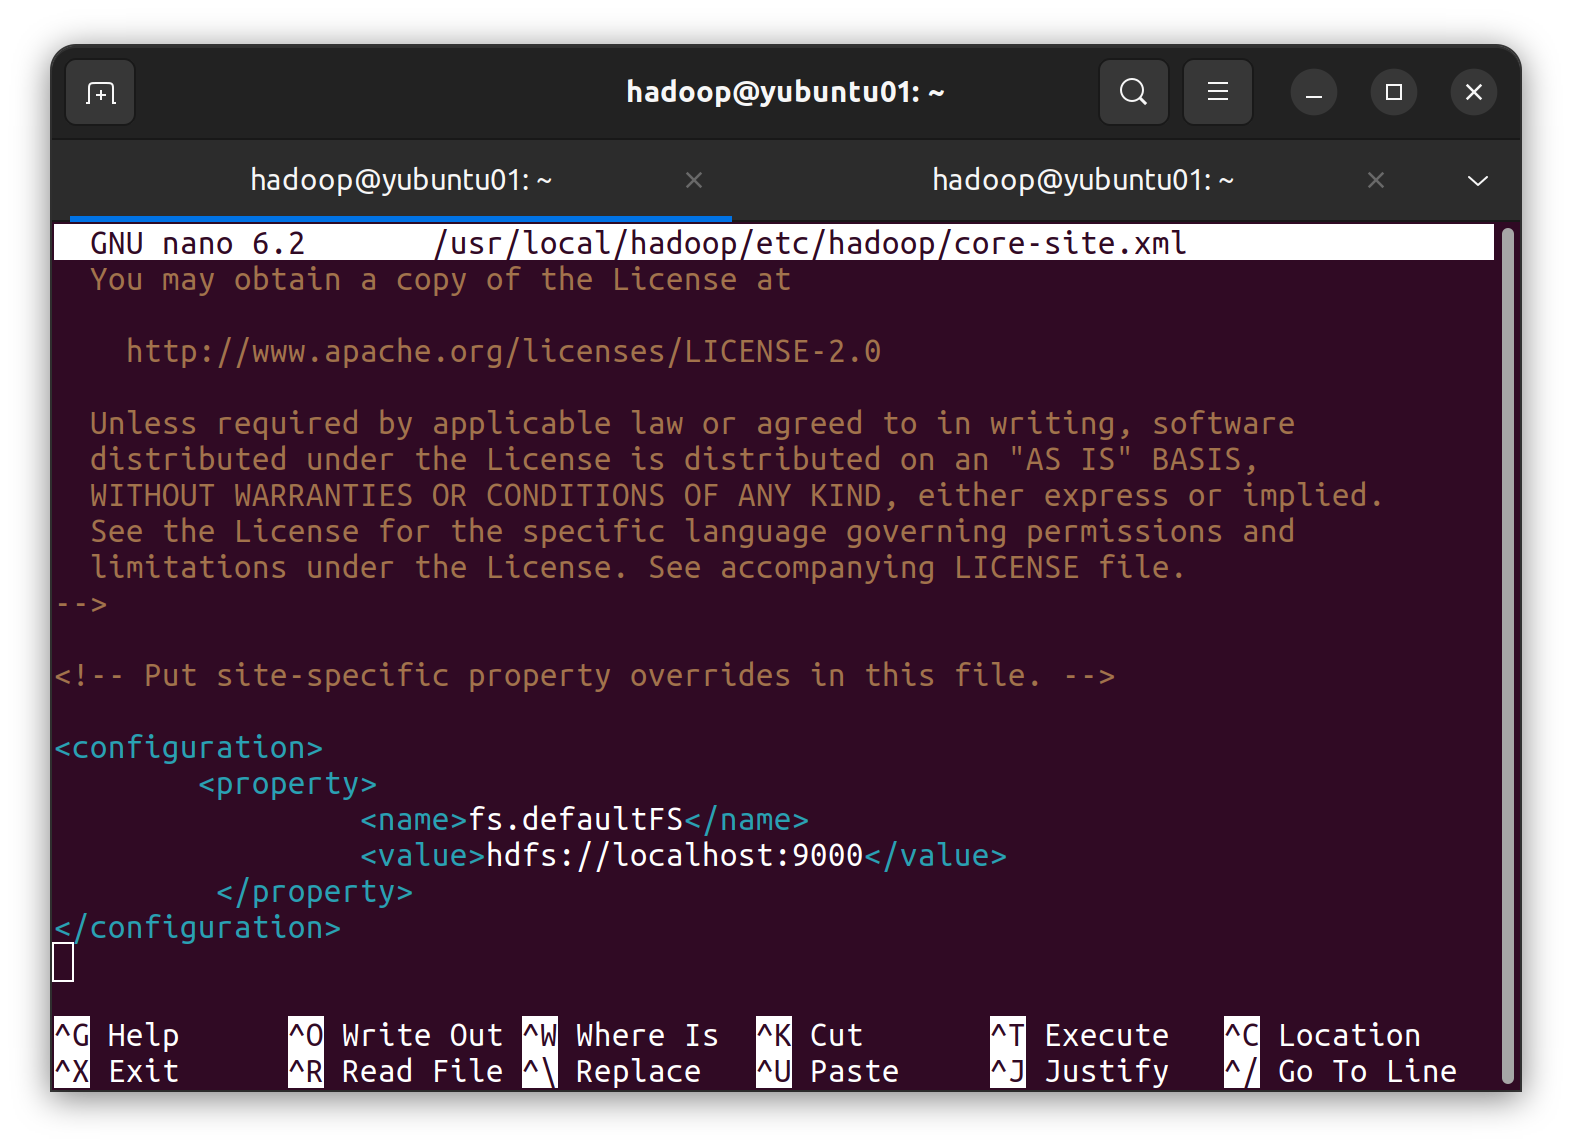 hadoop@yubuntu01: ~
hadoop@yubuntu01: ~
hadoop@yubuntu01: ~
GNU nano 6.2 /usr/local/hadoop/etc/hadoop/core-site.xml
You may obtain a copy of the License at
http://www.apache.org/licenses/LICENSE-2.0
Unless required by applicable law or agreed to in writing, software
distributed under the License is distributed on an "AS IS" BASIS,
WITHOUT WARRANTIES OR CONDITIONS OF ANY KIND, either express or implied.
See the License for the specific language governing permissions and
limitations under the License. See accompanying LICENSE file.
-->
<!-- Put site-specific property overrides in this file. -->
<configuration>
<property>
<name>fs.defaultFS</name>
<value>hdfs://localhost:9000</value>
</property>
</configuration>
^G Help ^O Write Out ^W Where Is ^K Cut ^T Execute ^C Location
^X Exit ^R Read File ^\ Replace ^U Paste ^J Justify ^/ Go To Line